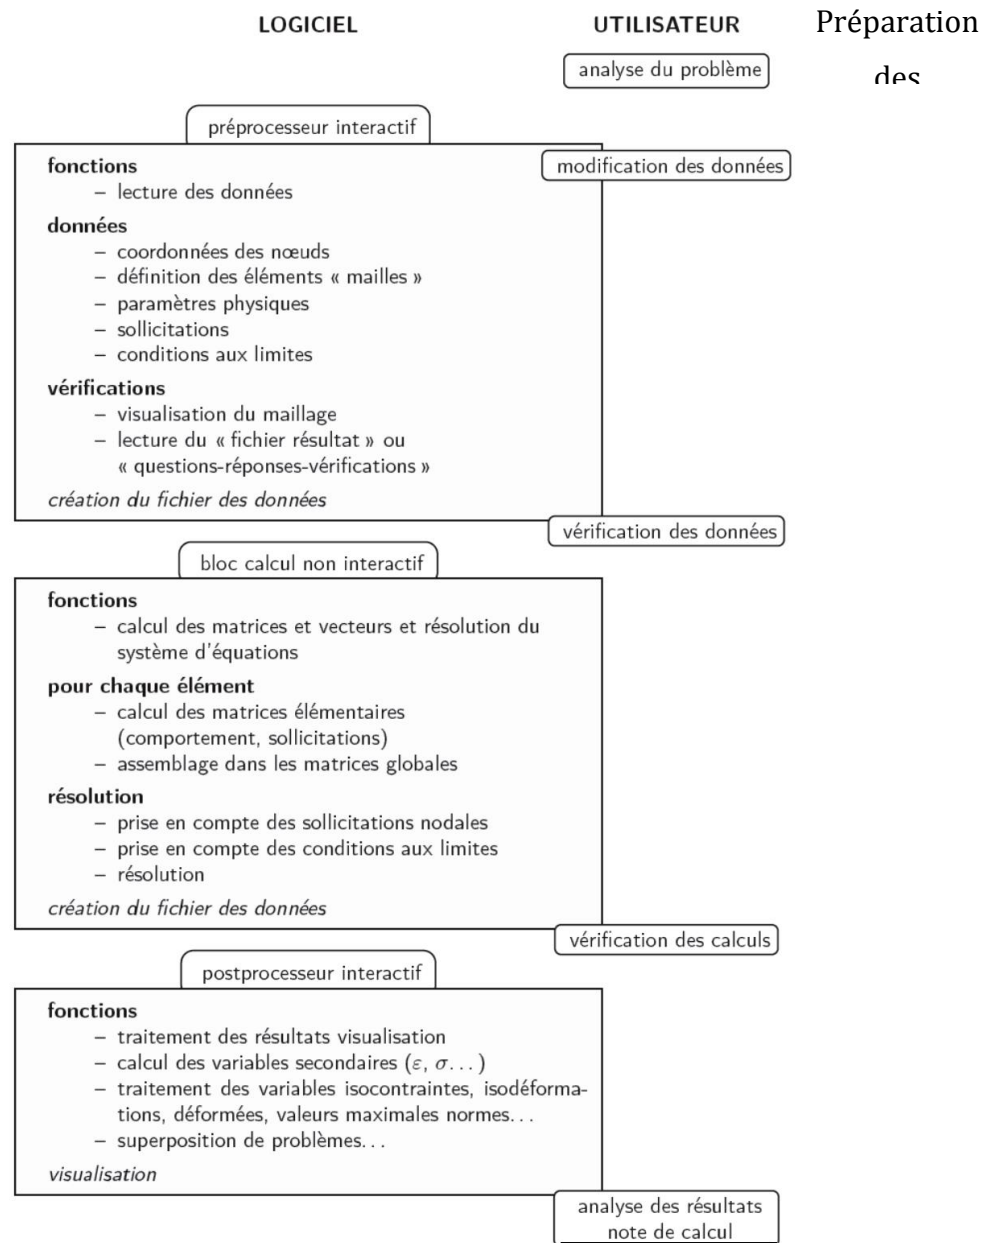 LOGICIEL
UTILISATEUR
Préparation
des
analyse du problème
préprocesseur interactif
modification des données
fonctions
– lecture des données
données
– coordonnées des nœuds
– définition des éléments « mailles »
– paramètres physiques
– sollicitations
– conditions aux limites
vérifications
– visualisation du maillage
– lecture du « fichier résultat » ou
« questions-réponses-vérifications »
création du fichier des données
vérification des données
bloc calcul non interactif
fonctions
– calcul des matrices et vecteurs et résolution du
système d'équations
pour chaque élément
– calcul des matrices élémentaires
(comportement, sollicitations)
– assemblage dans les matrices globales
résolution
– prise en compte des sollicitations nodales
– prise en compte des conditions aux limites
– résolution
création du fichier des données
vérification des calculs
postprocesseur interactif
fonctions
– traitement des résultats visualisation
– calcul des variables secondaires (ε, σ...)
– traitement des variables isocontraintes, isodéforma-
tions, déformées, valeurs maximales normes...
– superposition de problèmes...
visualisation
analyse des résultats
note de calcul